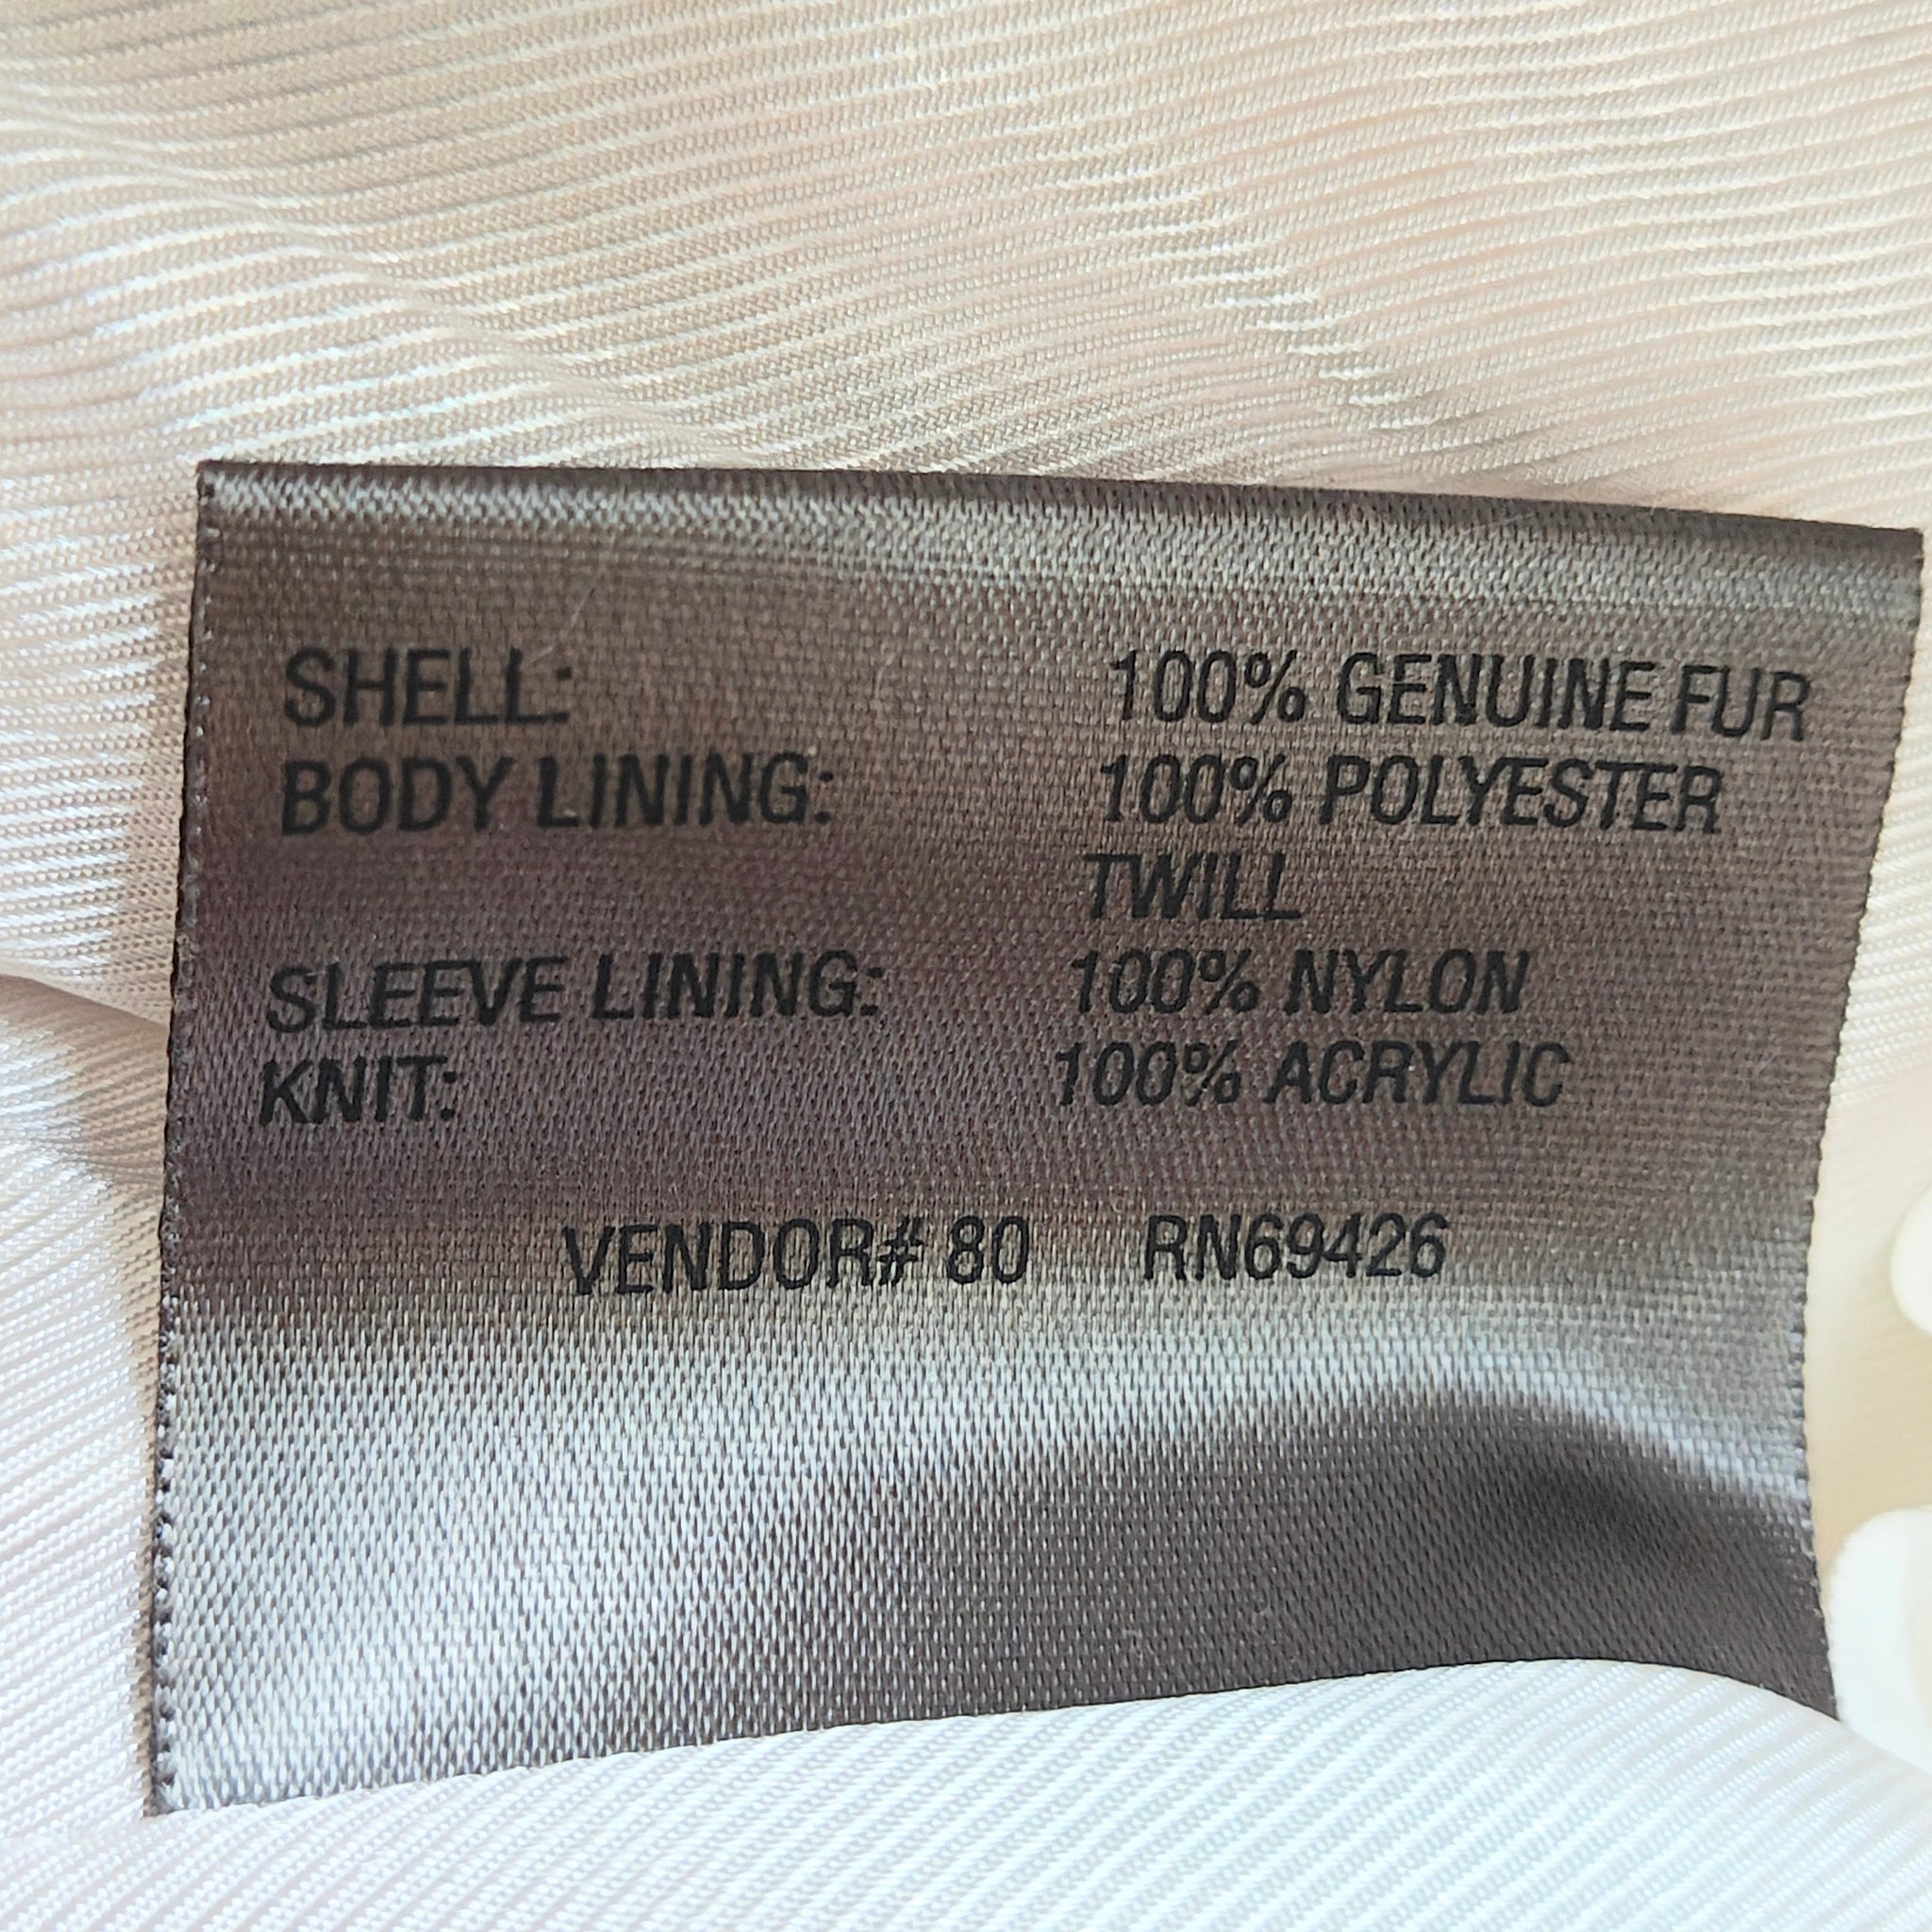 SHELL: 100% GENUINE FUR
BODY LINING: 100% POLYESTER
TWILL
SLEEVE LINING: 100% NYLON
KNIT: 100% ACRYLIC
VENDOR# 80 RN69426